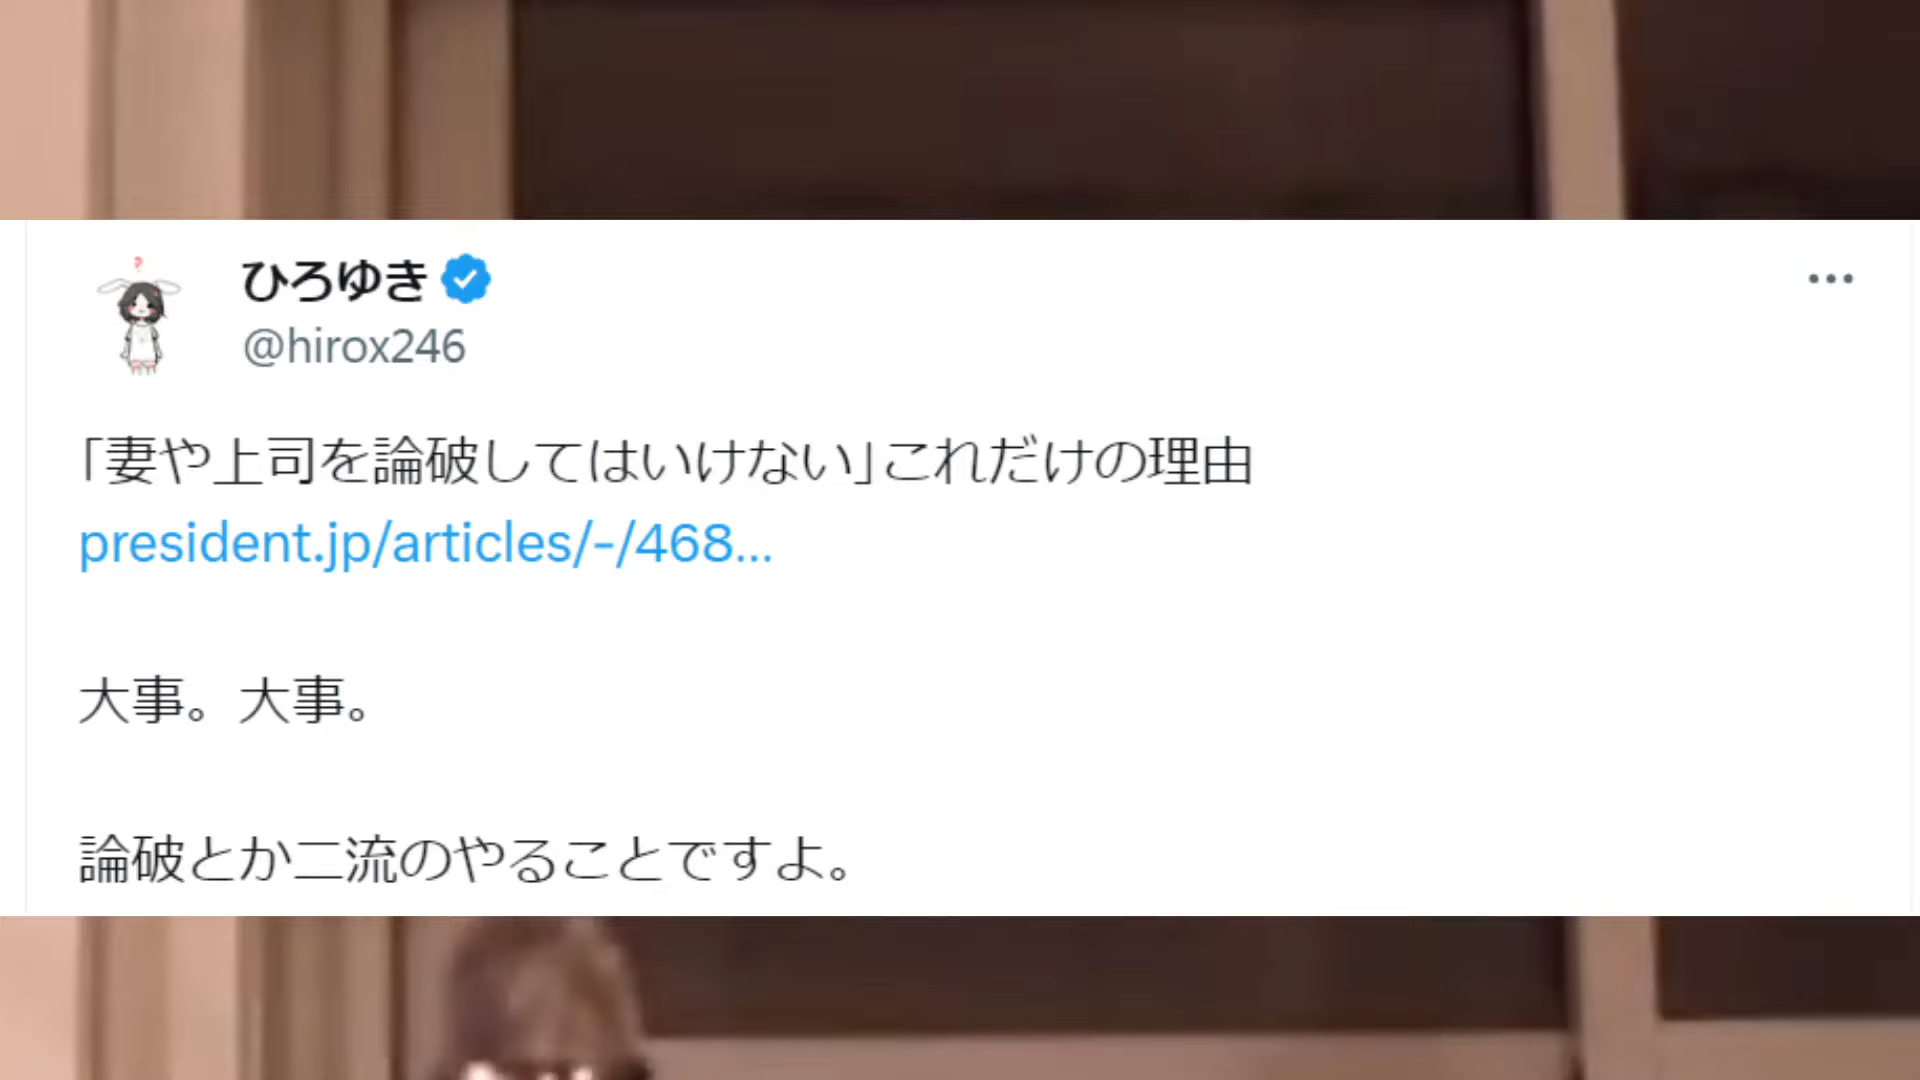 ひろゆき
@hirox246
「妻や上司を論破してはいけない」これだけの理由
president.jp/articles/-/468...
大事。大事。
論破とか二流のやることですよ。